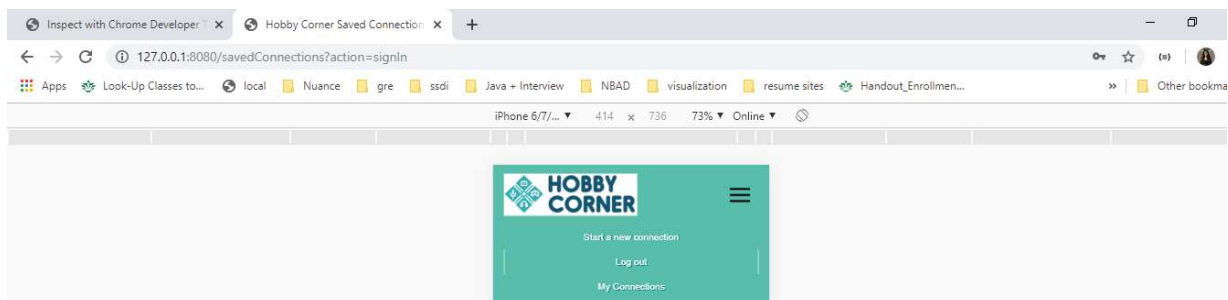 Inspect with Chrome Developer T
Hobby Corner Saved Connection
127.0.0.1:8080/savedConnections?action=signIn
Apps Look-Up Classes to... local Nuance gre ssdi Java + Interview NBAD visualization resume sites Handout_Enrollmen... » Other bookma
iPhone 6/7/... ▼ 414 x 736 73% ▼ Online ▼
HOBBY
CORNER
Start a new connection
Log out
My Connections